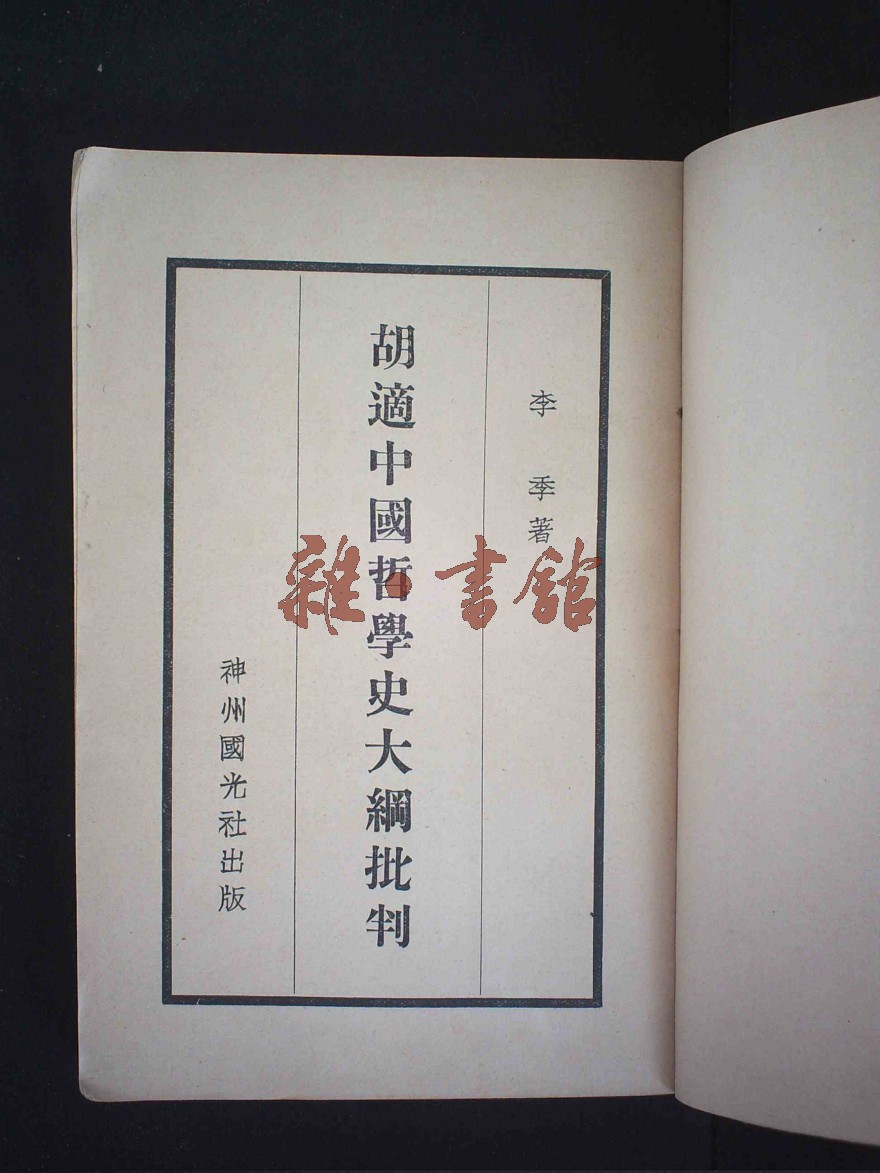 李季著
胡適中國哲學史大綱批判
神州國光社出版
雜·書館